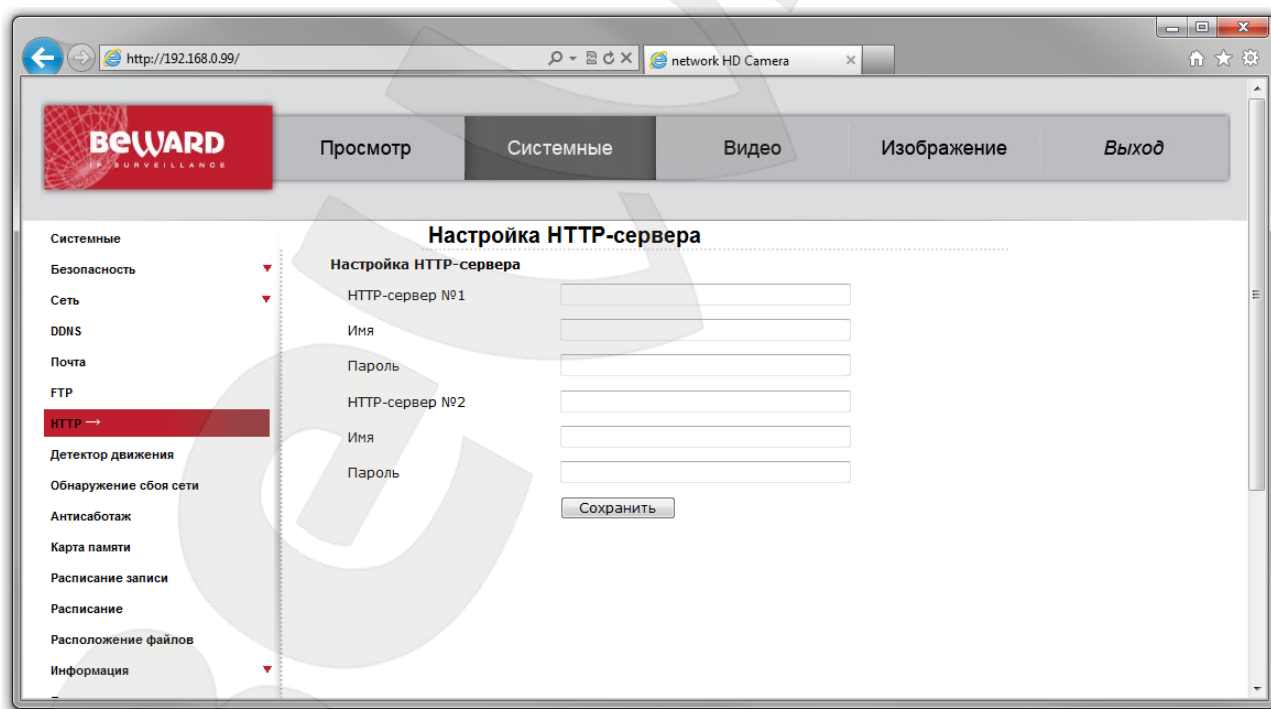 http://192.168.0.99/
network HD Camera
BEWARD
IP SURVEILLANCE
Просмотр
Системные
Видео
Изображение
Выход
Системные
Безопасность
Сеть
DDNS
Почта
FTP
HTTP →
Детектор движения
Обнаружение сбоя сети
Антисаботаж
Карта памяти
Расписание записи
Расписание
Расположение файлов
Информация
Настройка HTTP-сервера
Настройка HTTP-сервера
HTTP-сервер №1
Имя
Пароль
HTTP-сервер №2
Имя
Пароль
Сохранить